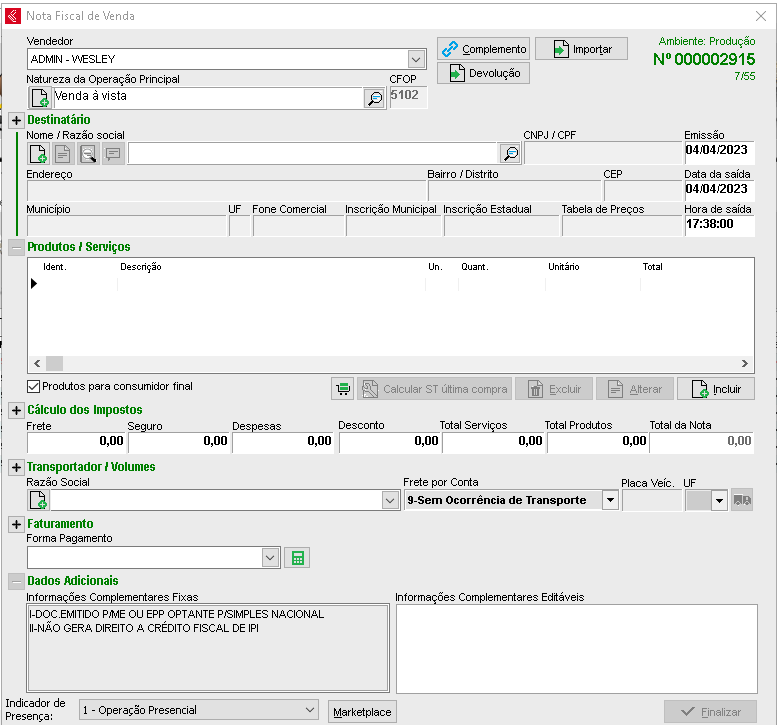 Nota Fiscal de Venda
Vendedor
ADMIN - WESLEY
Complemento
Importar
Devolução
Ambiente: Produção
Nº 000002915
7/55
Natureza da Operação Principal
CFOP
Venda à vista
5102
Destinatário
Nome / Razão social
CNPJ / CPF
Emissão
04/04/2023
Endereço
Bairro / Distrito
CEP
Data da saída
04/04/2023
Município
UF
Fone Comercial
Inscrição Municipal
Inscrição Estadual
Tabela de Preços
Hora de saída
17:38:00
Produtos / Serviços
Ident.
Descrição
Un.
Quant.
Unitário
Total
Produtos para consumidor final
Calcular ST última compra
Excluir
Alterar
Incluir
Cálculo dos Impostos
Frete
Seguro
Despesas
Desconto
Total Serviços
Total Produtos
Total da Nota
0,00
0,00
0,00
0,00
0,00
0,00
0,00
Transportador / Volumes
Razão Social
Frete por Conta
Placa Veíc.
UF
9-Sem Ocorrência de Transporte
Faturamento
Forma Pagamento
Dados Adicionais
Informações Complementares Fixas
Informações Complementares Editáveis
I-DOC.EMITIDO P/ME OU EPP OPTANTE P/SIMPLES NACIONAL
II-NÃO GERA DIREITO A CRÉDITO FISCAL DE IPI
Indicador de
Presença:
1 - Operação Presencial
Marketplace
Finalizar